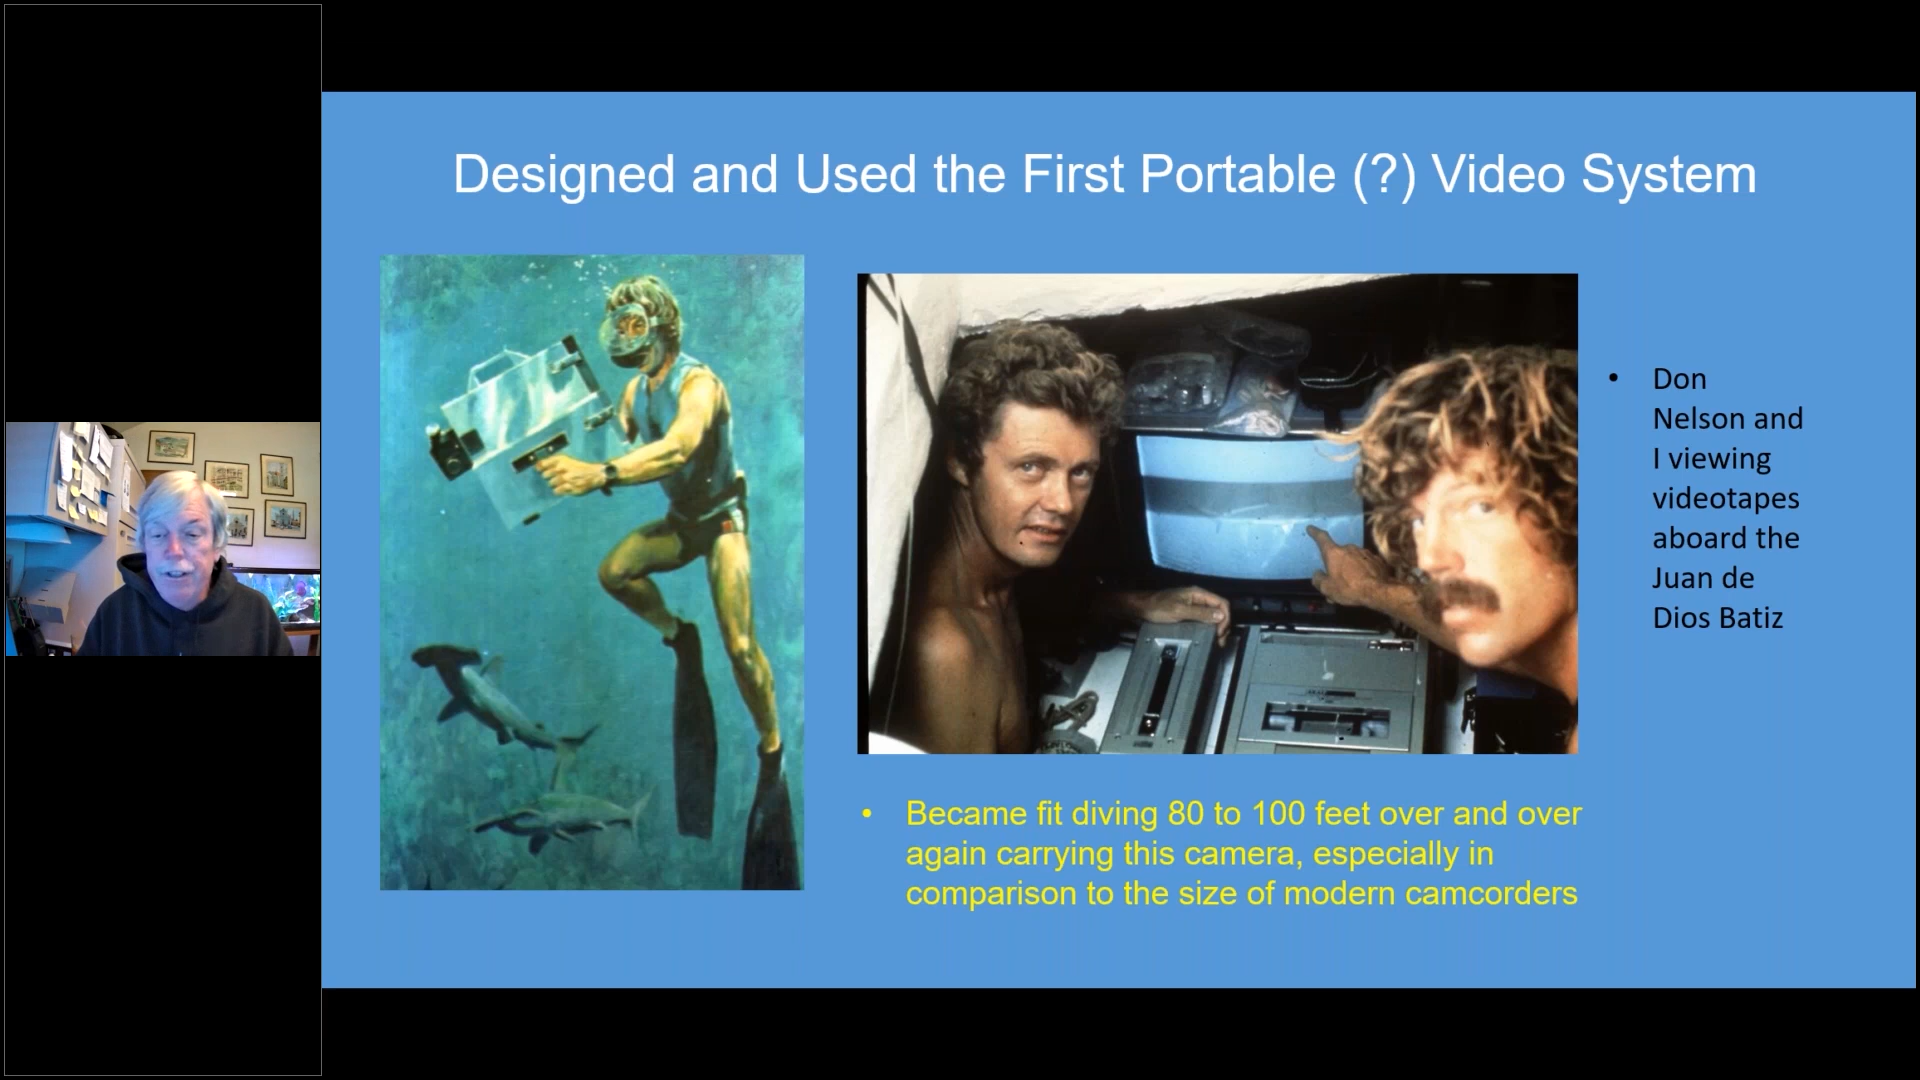 Designed and Used the First Portable (?) Video System
• Don
Nelson and
I viewing
videotapes
aboard the
Juan de
Dios Batiz
• Became fit diving 80 to 100 feet over and over
again carrying this camera, especially in
comparison to the size of modern camcorders